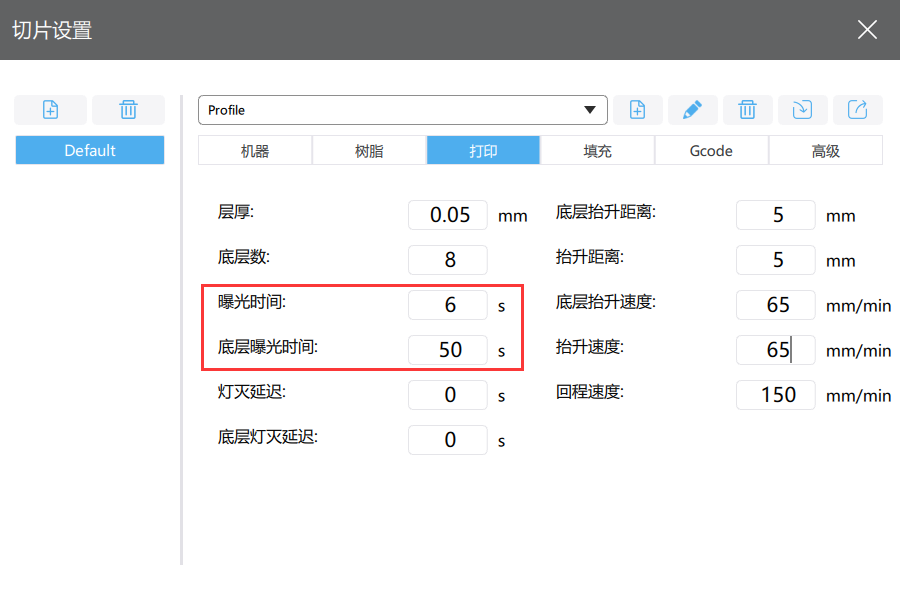 切片设置
Default
Profile
机器 树脂 打印 填充 Gcode 高级
层厚: 0.05 mm 底层抬升距离: 5 mm
底层数: 8 抬升距离: 5 mm
曝光时间: 6 s 底层抬升速度: 65 mm/min
底层曝光时间: 50 s 抬升速度: 65 mm/min
灯灭延迟: 0 s 回程速度: 150 mm/min
底层灯灭延迟: 0 s